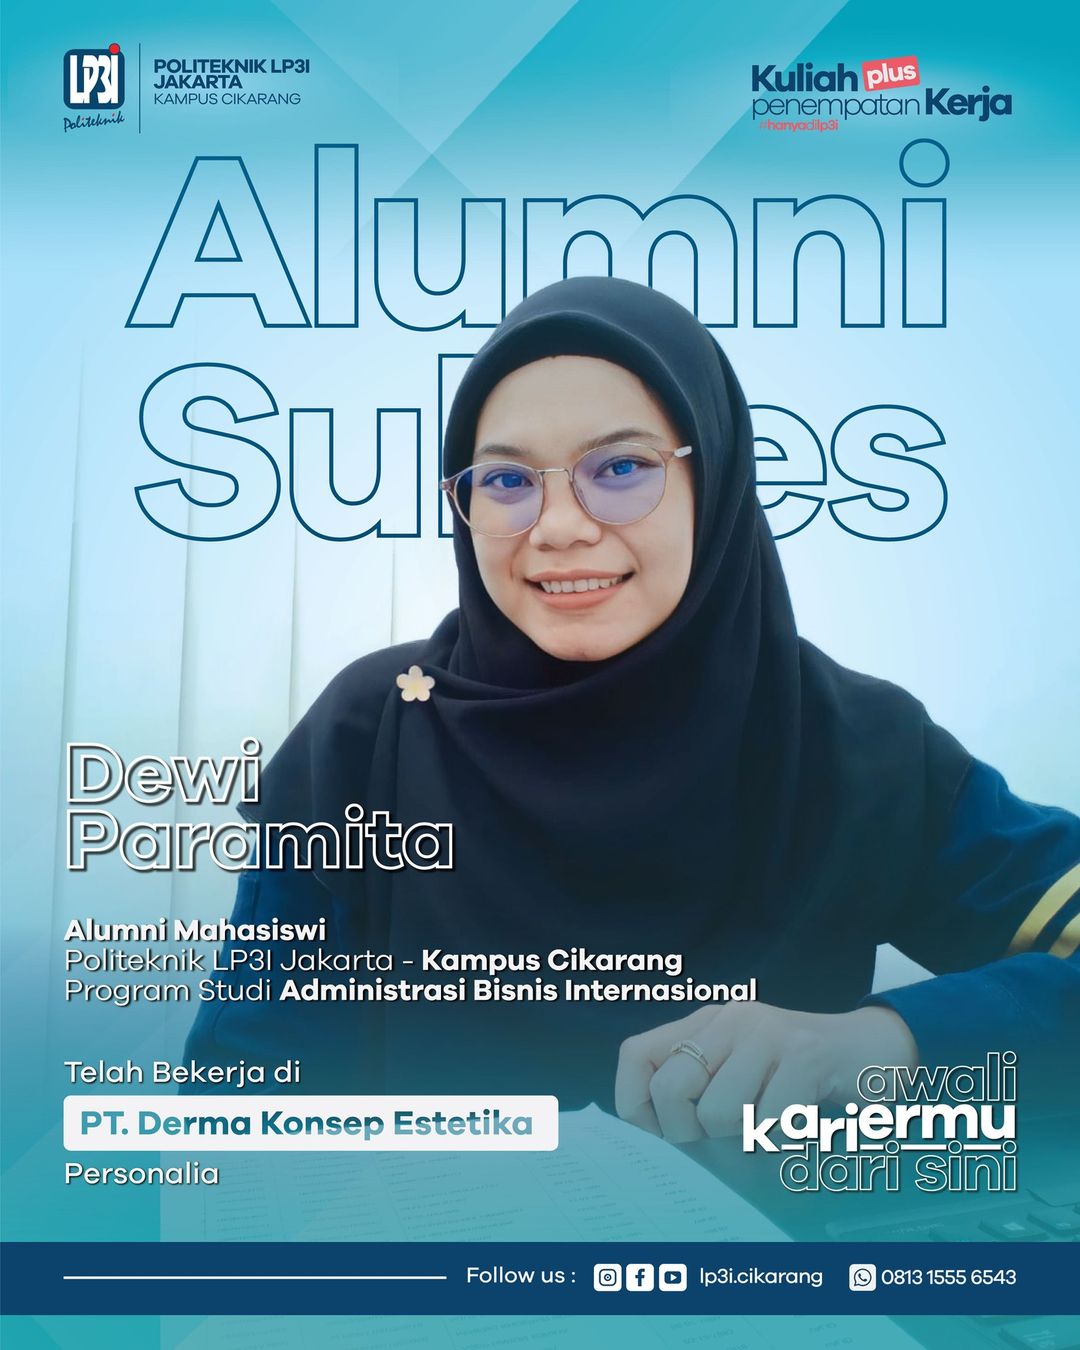 LP3I
Politeknik
POLITEKNIK LP3I
JAKARTA
KAMPUS CIKARANG
Kuliah plus
penempatan Kerja
#hanyadilp3i
Alumni
Su es
Dewi
Paramita
Alumni Mahasiswi
Politeknik LP3I Jakarta - Kampus Cikarang
Program Studi Administrasi Bisnis Internasional
Telah Bekerja di
PT. Derma Konsep Estetika
Personalia
awali
kariermu
dari sini
Follow us :
lp3i.cikarang
0813 1555 6543